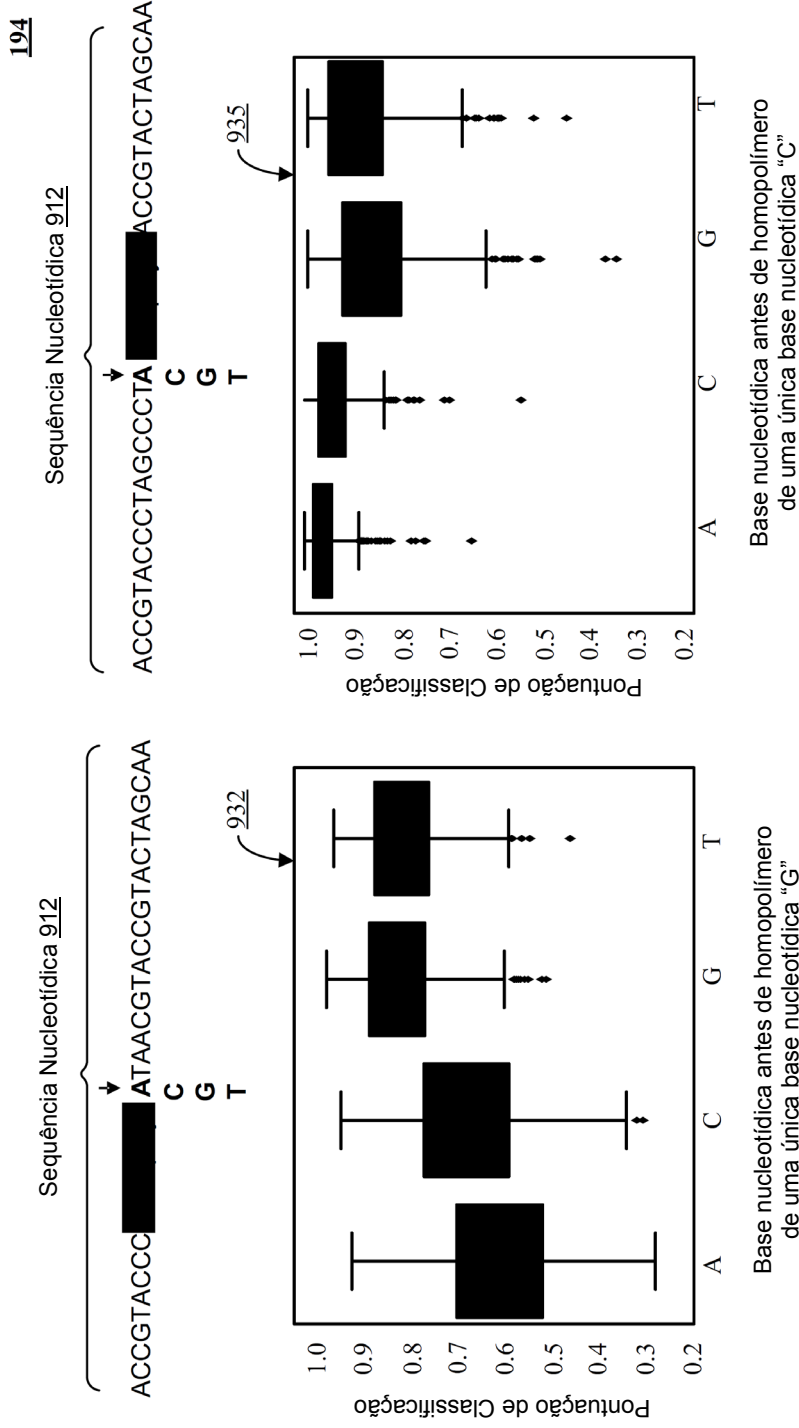 194
Sequência Nucleotídica 912
ACCGTACCC
ATAACGTACCGTACTAGCAA
C
G
T
932
Pontuação de Classificação
1.0
0.9
0.8
0.7
0.6
0.5
0.4
0.3
0.2
A C G T
Base nucleotídica antes de homopolímero
de uma única base nucleotídica “G”
Sequência Nucleotídica 912
ACCGTACCCTAGCCCTA
ACCGTACTAGCAA
C
G
T
935
Pontuação de Classificação
1.0
0.9
0.8
0.7
0.6
0.5
0.4
0.3
0.2
A C G T
Base nucleotídica antes de homopolímero
de uma única base nucleotídica “C”